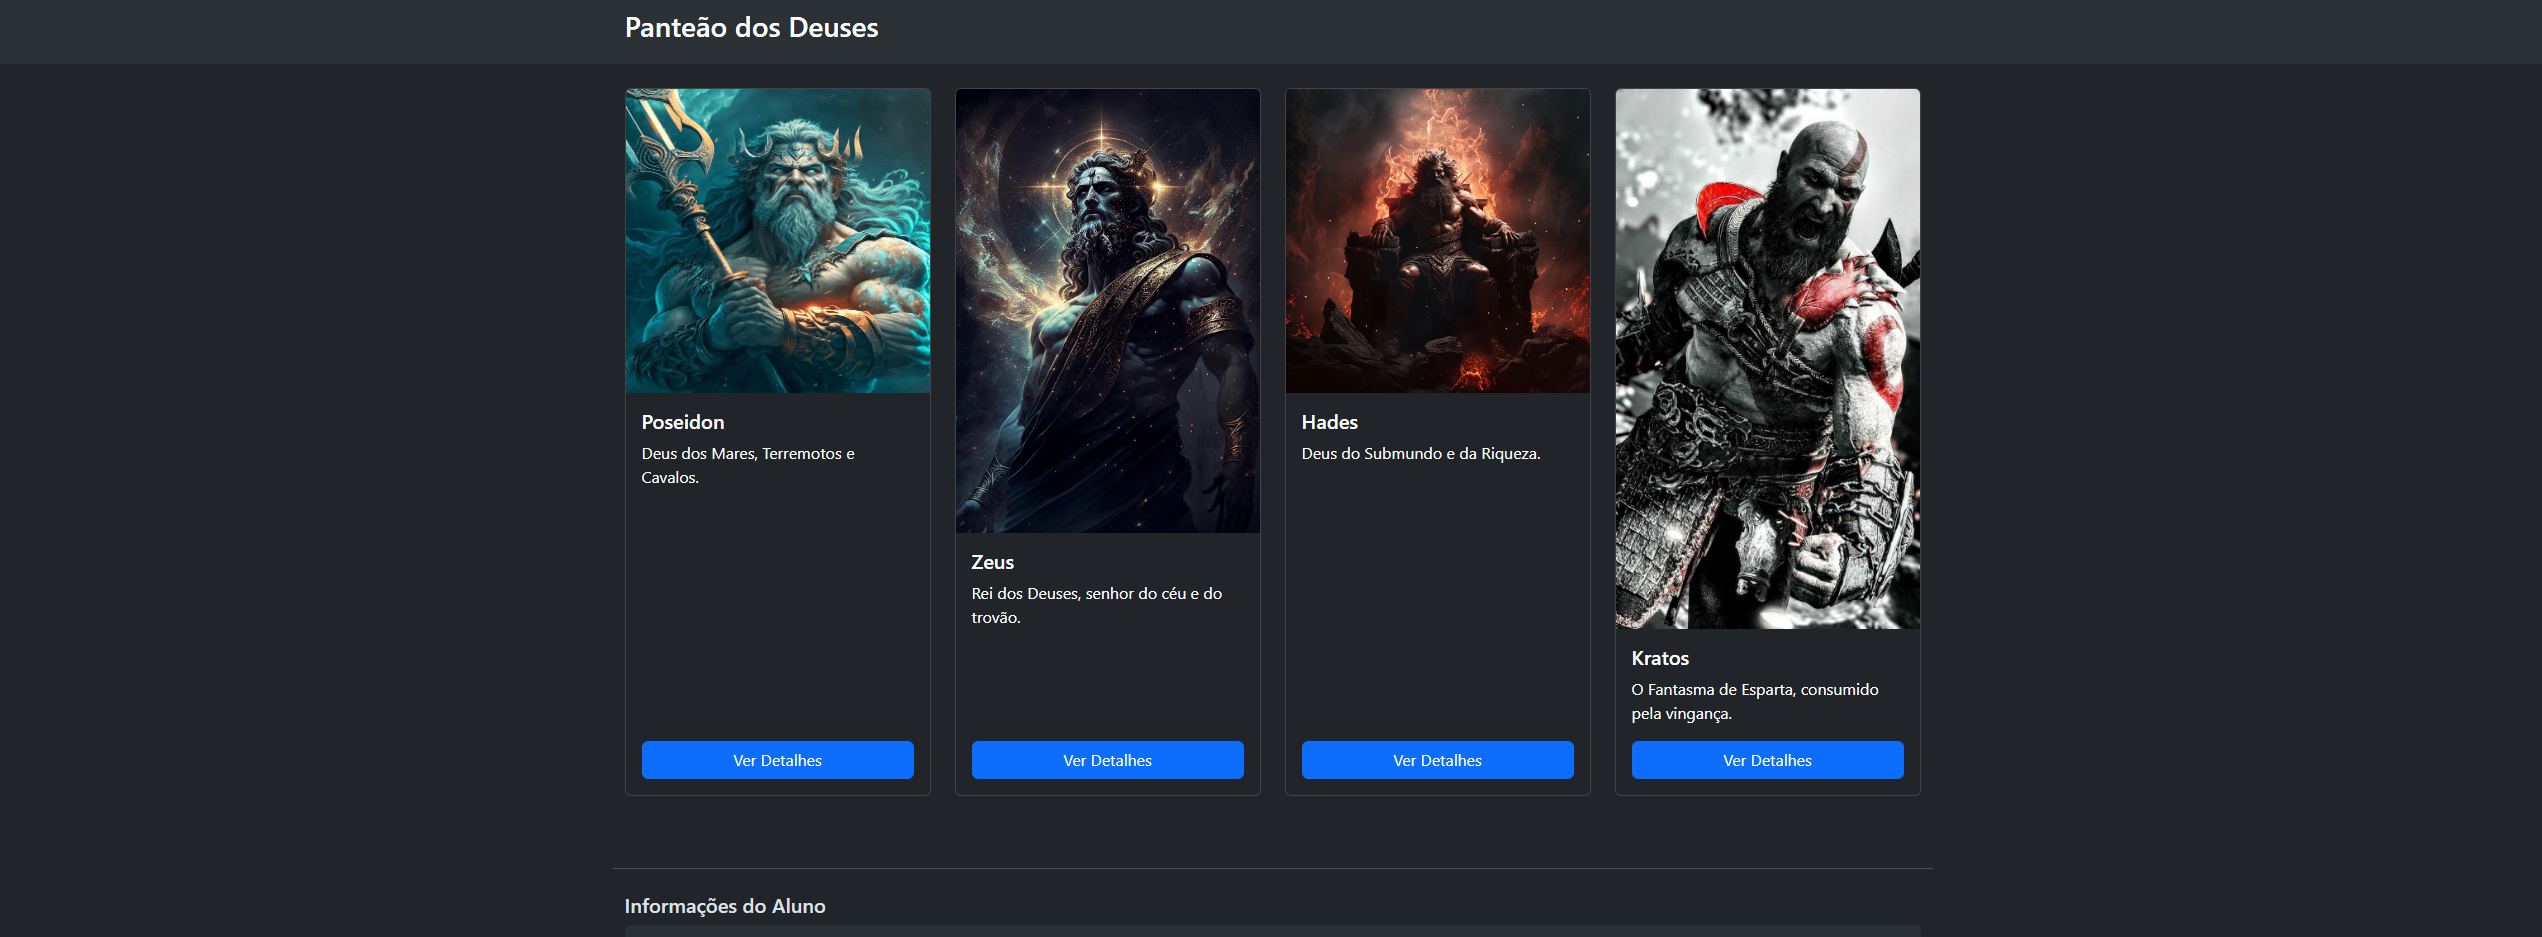 Panteão dos Deuses
Poseidon
Deus dos Mares, Terremotos e
Cavalos.
Ver Detalhes
Zeus
Rei dos Deuses, senhor do céu e do
trovão.
Ver Detalhes
Hades
Deus do Submundo e da Riqueza.
Ver Detalhes
Kratos
O Fantasma de Esparta, consumido
pela vingança.
Ver Detalhes
Informações do Aluno